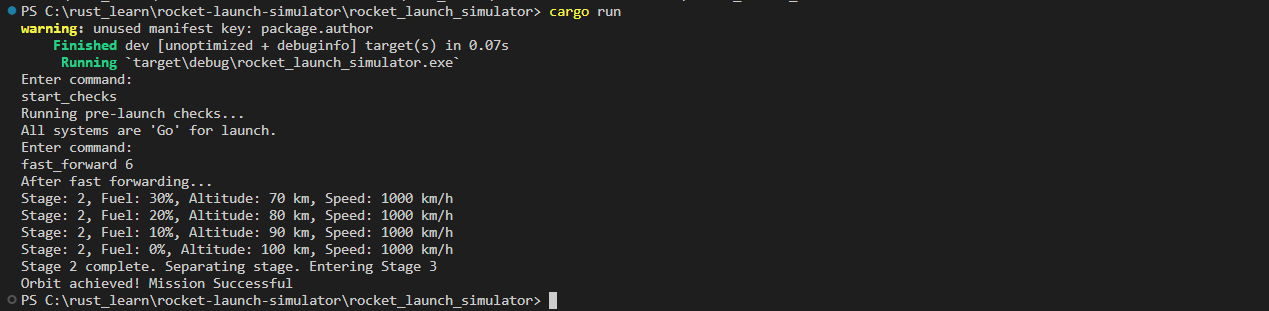 PS C:\rust_learn\rocket-launch-simulator\rocket_launch_simulator> cargo run
warning: unused manifest key: package.author
    Finished dev [unoptimized + debuginfo] target(s) in 0.07s
     Running `target\debug\rocket_launch_simulator.exe`
Enter command:
start_checks
Running pre-launch checks...
All systems are 'Go' for launch.
Enter command:
fast_forward 6
After fast forwarding...
Stage: 2, Fuel: 30%, Altitude: 70 km, Speed: 1000 km/h
Stage: 2, Fuel: 20%, Altitude: 80 km, Speed: 1000 km/h
Stage: 2, Fuel: 10%, Altitude: 90 km, Speed: 1000 km/h
Stage: 2, Fuel: 0%, Altitude: 100 km, Speed: 1000 km/h
Stage 2 complete. Separating stage. Entering Stage 3
Orbit achieved! Mission Successful
PS C:\rust_learn\rocket-launch-simulator\rocket_launch_simulator>